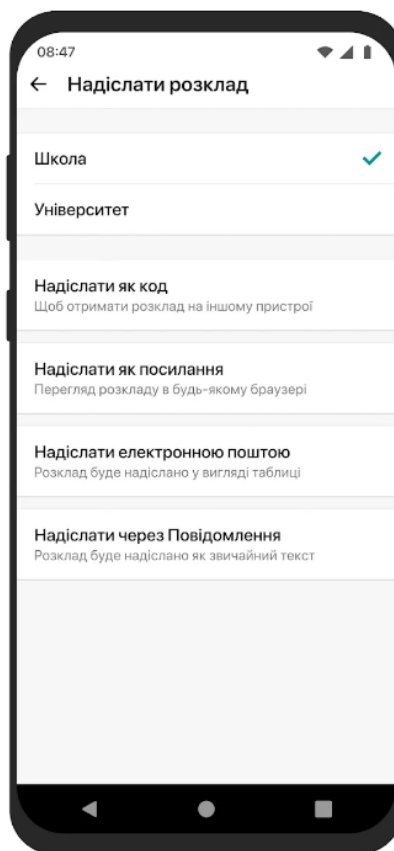 08:47
Надіслати розклад
Школа
Університет
Надіслати як код
Щоб отримати розклад на іншому пристрої
Надіслати як посилання
Перегляд розкладу в будь-якому браузері
Надіслати електронною поштою
Розклад буде надіслано у вигляді таблиці
Надіслати через Повідомлення
Розклад буде надіслано як звичайний текст